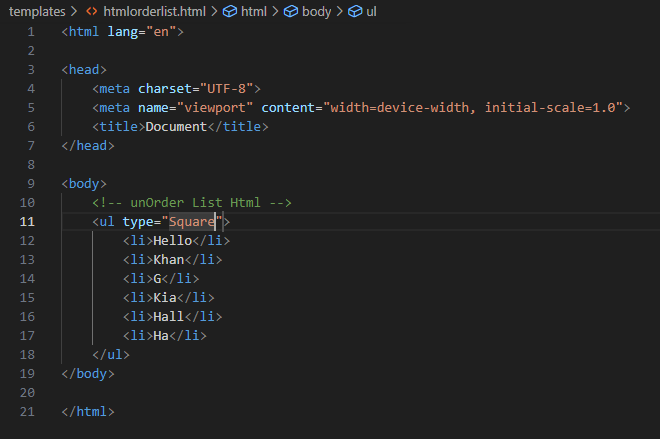 templates > htmlorderlist.html > html > body > ul
1 <html lang="en">
2
3 <head>
4     <meta charset="UTF-8">
5     <meta name="viewport" content="width=device-width, initial-scale=1.0">
6     <title>Document</title>
7 </head>
8
9 <body>
10     <!-- unOrder List Html -->
11     <ul type="Square">
12         <li>Hello</li>
13         <li>Khan</li>
14         <li>G</li>
15         <li>Kia</li>
16         <li>Hall</li>
17         <li>Ha</li>
18     </ul>
19 </body>
20
21 </html>